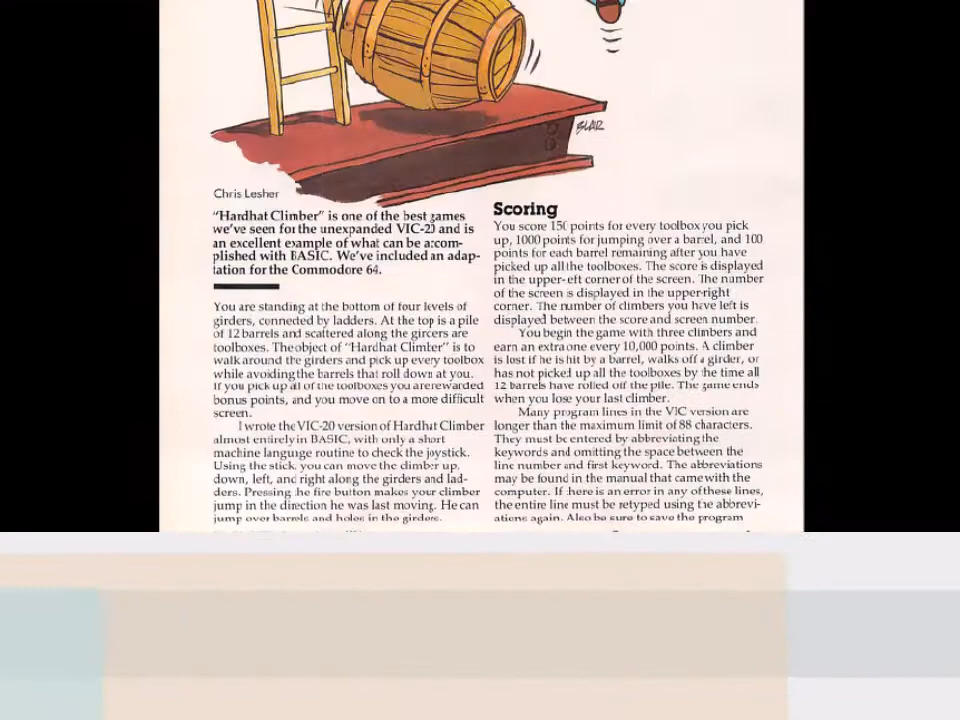 BLAIR
Chris Lesher
"Hardhat Climber" is one of the best games
we've seen for the unexpanded VIC-20 and is
an excellent example of what can be accom-
plished with BASIC. We've included an adap-
tation for the Commodore 64.
You are standing at the bottom of four levels of
girders, connected by ladders. At the top is a pile
of 12 barrels and scattered along the girders are
toolboxes. The object of "Hardhat Climber" is to
walk around the girders and pick up every toolbox
while avoiding the barrels that roll down at you.
If you pick up all of the toolboxes you are rewarded
bonus points, and you move on to a more difficult
screen.
I wrote the VIC-20 version of Hardhat Climber
almost entirely in BASIC, with only a short
machine language routine to check the joystick.
Using the stick, you can move the climber up,
down, left, and right along the girders and lad-
ders. Pressing the fire button makes your climber
jump in the direction he was last moving. He can
jump over barrels and holes in the girders.
Scoring
You score 150 points for every toolbox you pick
up, 1000 points for jumping over a barrel, and 100
points for each barrel remaining after you have
picked up all the toolboxes. The score is displayed
in the upper-left corner of the screen. The number
of the screen is displayed in the upper-right
corner. The number of climbers you have left is
displayed between the score and screen number.
You begin the game with three climbers and
earn an extra one every 10,000 points. A climber
is lost if he is hit by a barrel, walks off a girder, or
has not picked up all the toolboxes by the time all
12 barrels have rolled off the pile. The game ends
when you lose your last climber.
Many program lines in the VIC version are
longer than the maximum limit of 88 characters.
They must be entered by abbreviating the
keywords and omitting the space between the
line number and first keyword. The abbreviations
may be found in the manual that came with the
computer. If there is an error in any of these lines,
the entire line must be retyped using the abbrevi-
ations again. Also be sure to save the program